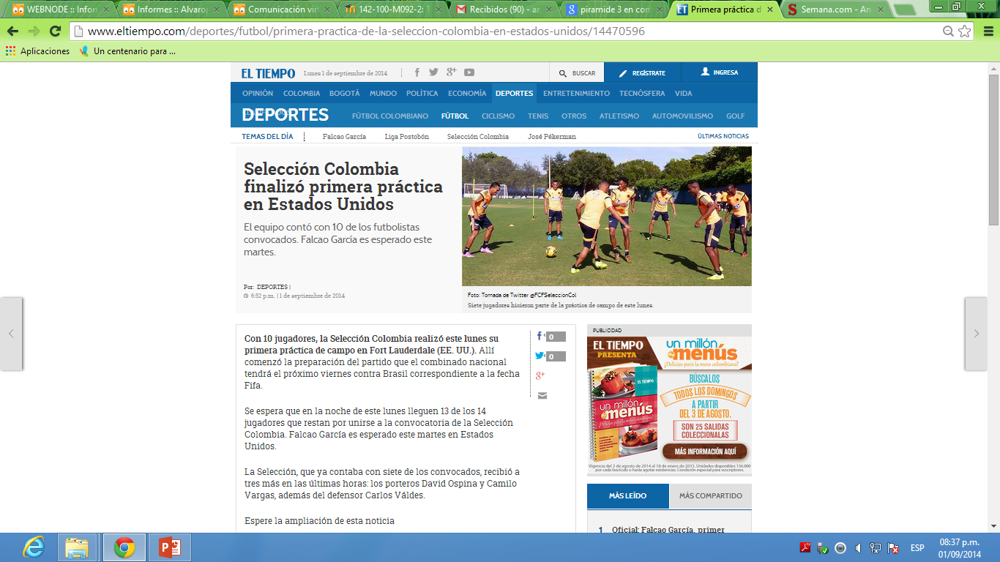 WEBNODE :: Inform
Informes :: Alvarop
Comunicación virt
142-100-M092-2: T
Recibidos (90) - ar
piramide 3 en con
Primera práctica d
Semana.com - An
www.eltiempo.com/deportes/futbol/primera-practica-de-la-seleccion-colombia-en-estados-unidos/14470596
Aplicaciones
Un centenario para ...
EL TIEMPO
Lunes 1 de septiembre de 2014
BUSCAR
REGÍSTRATE
INGRESA
OPINIÓN COLOMBIA BOGOTÁ MUNDO POLÍTICA ECONOMÍA DEPORTES ENTRETENIMIENTO TECNÓSFERA VIDA
DEPORTES
FÚTBOL COLOMBIANO FÚTBOL CICLISMO TENIS OTROS ATLETISMO AUTOMOVILISMO GOLF
TEMAS DEL DÍA Falcao García Liga Postobón Selección Colombia José Pékerman ÚLTIMAS NOTICIAS
Selección Colombia
finalizó primera práctica
en Estados Unidos
El equipo contó con 10 de los futbolistas
convocados. Falcao García es esperado este
martes.
Por: DEPORTES |
6:52 p.m. | 1 de septiembre de 2014
Foto: Tomada de Twitter @FCFSeleccionCol
Siete jugadores hicieron parte de la práctica de campo de este lunes.
Con 10 jugadores, la Selección Colombia realizó este lunes su
primera práctica de campo en Fort Lauderdale (EE. UU.). Allí
comenzó la preparación del partido que el combinado nacional
tendrá el próximo viernes contra Brasil correspondiente a la fecha
Fifa.
Se espera que en la noche de este lunes lleguen 13 de los 14
jugadores que restan por unirse a la convocatoria de la Selección
Colombia. Falcao García es esperado este martes en Estados
Unidos.
La Selección, que ya contaba con siete de los convocados, recibió a
tres más en las últimas horas: los porteros David Ospina y Camilo
Vargas, además del defensor Carlos Váldes.
Espere la ampliación de esta noticia
0
0
PUBLICIDAD
EL TIEMPO
PRESENTA
un millón
de menús
¡Delicias para la mesa colombiana!
EL TIEMPO
un millón
de menús
BÚSCALOS
TODOS LOS DOMINGOS
A PARTIR
DEL 3 DE AGOSTO.
SON 25 SALIDAS
COLECCIONABLES
MÁS INFORMACIÓN AQUÍ
Vigencia del 3 de agosto de 2014 al 18 de enero de 2015. Unidades disponibles 156.000
por cada fascículo o hasta agotar existencias. Condición especial para suscriptores.
MÁS LEÍDO
MÁS COMPARTIDO
1 Oficial: Falcao García, primer
ESP
08:37 p.m.
01/09/2014